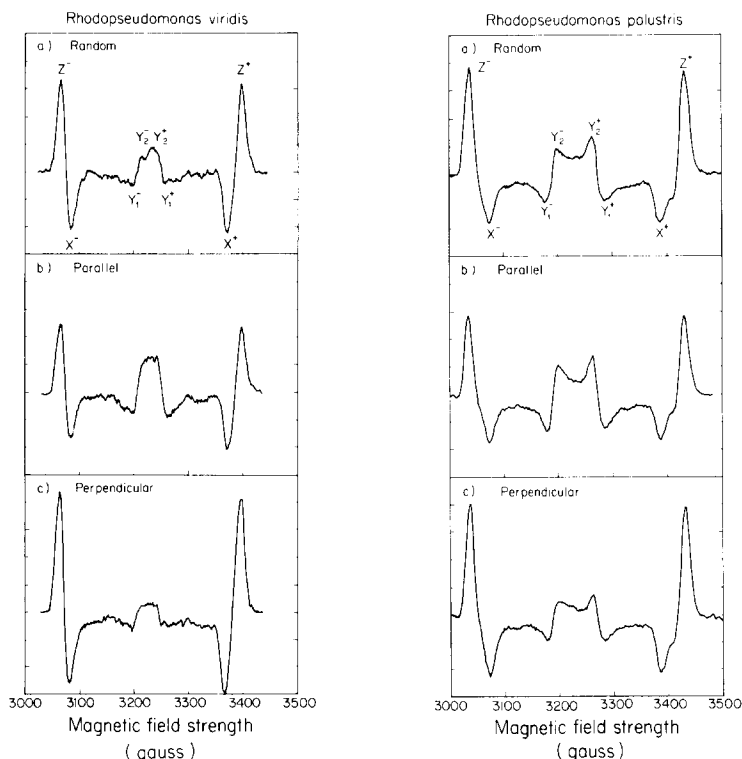 Rhodopseudomonas viridis
a) Random
Z⁻
Z⁺
Y₂⁻ Y₂⁺
Y₁⁻ Y₁⁺
X⁻
X⁺
b) Parallel
c) Perpendicular
3000 3100 3200 3300 3400 3500
Magnetic field strength
( gauss )
Rhodopseudomonas palustris
a) Random
Z⁻
Z⁺
Y₂⁻
Y₂⁺
Y₁⁻
Y₁⁺
X⁻
X⁺
b) Parallel
c) Perpendicular
3000 3100 3200 3300 3400 3500
Magnetic field strength
( gauss )